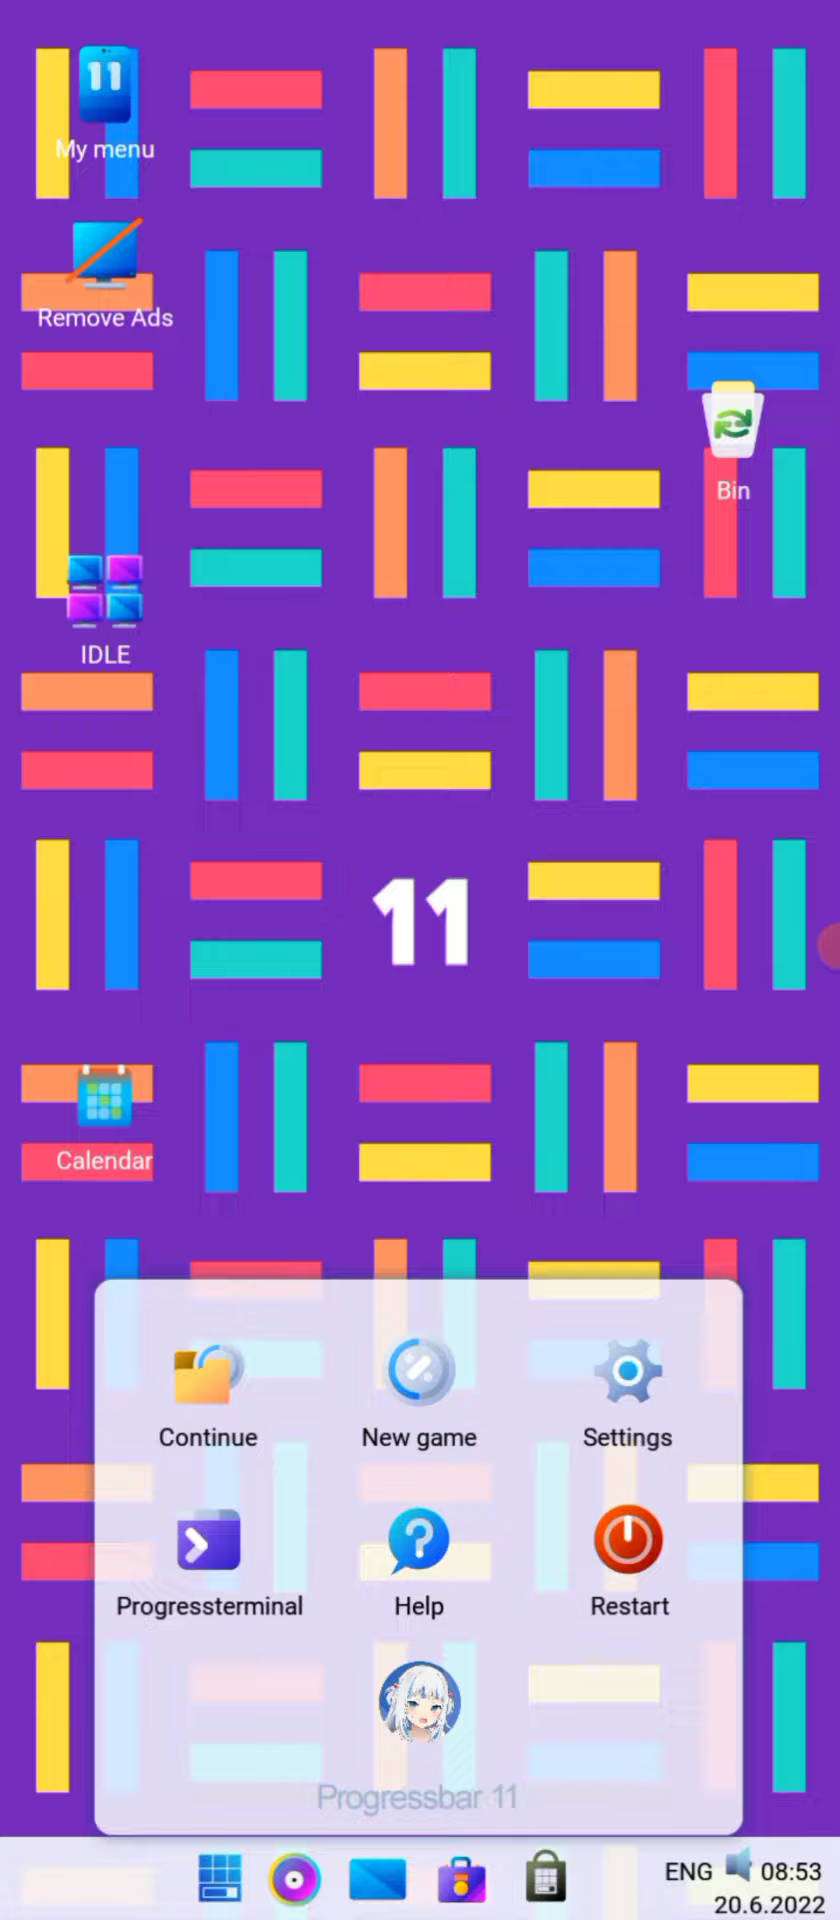 11
My menu
Remove Ads
Bin
IDLE
11
Calendar
Continue
New game
Settings
Progressterminal
Help
Restart
Progressbar 11
ENG
08:53
20.6.2022